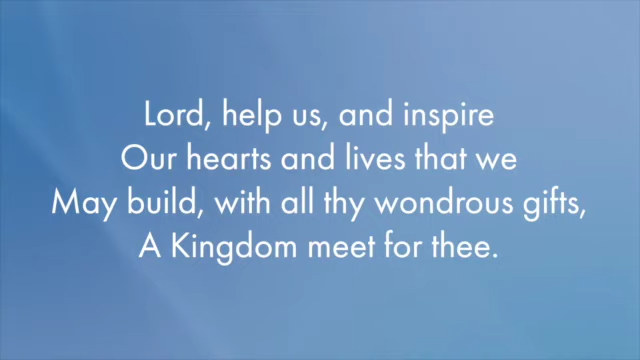 Lord, help us, and inspire
Our hearts and lives that we
May build, with all thy wondrous gifts,
A Kingdom meet for thee.